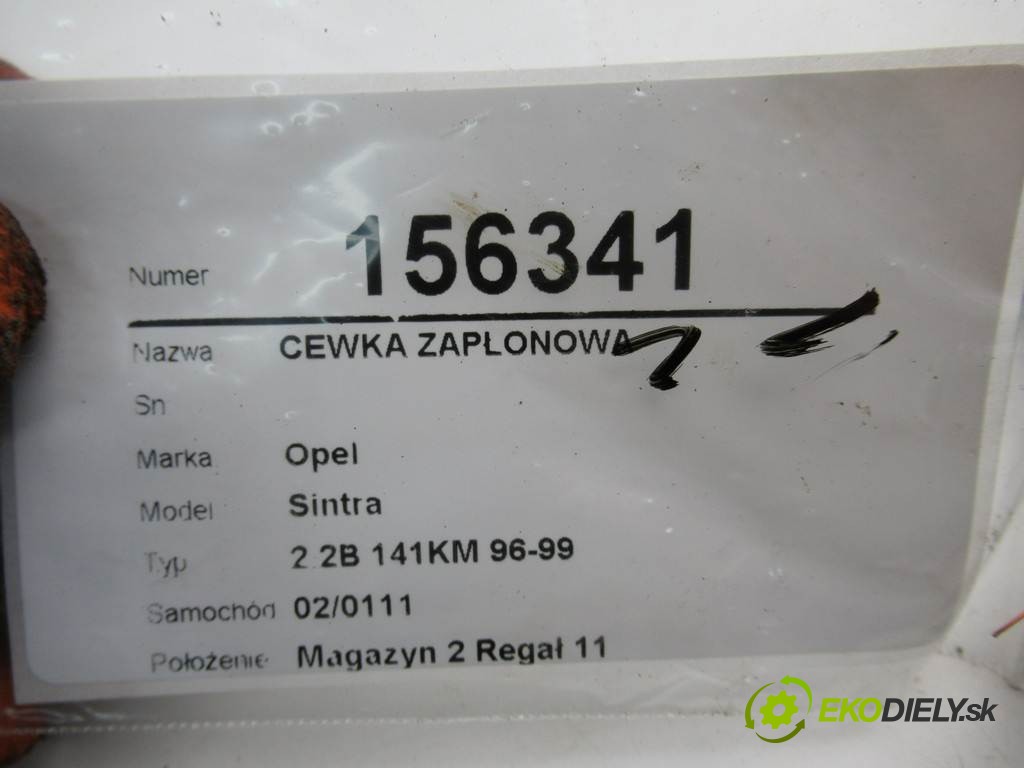 Numer 156341
Nazwa CEWKA ZAPŁONOWA
Sn
Marka Opel
Model Sintra
Typ 2.2B 141KM 96-99
Samochód 02/0111
Położenie Magazyn 2 Regał 11
EKODIELY.sk